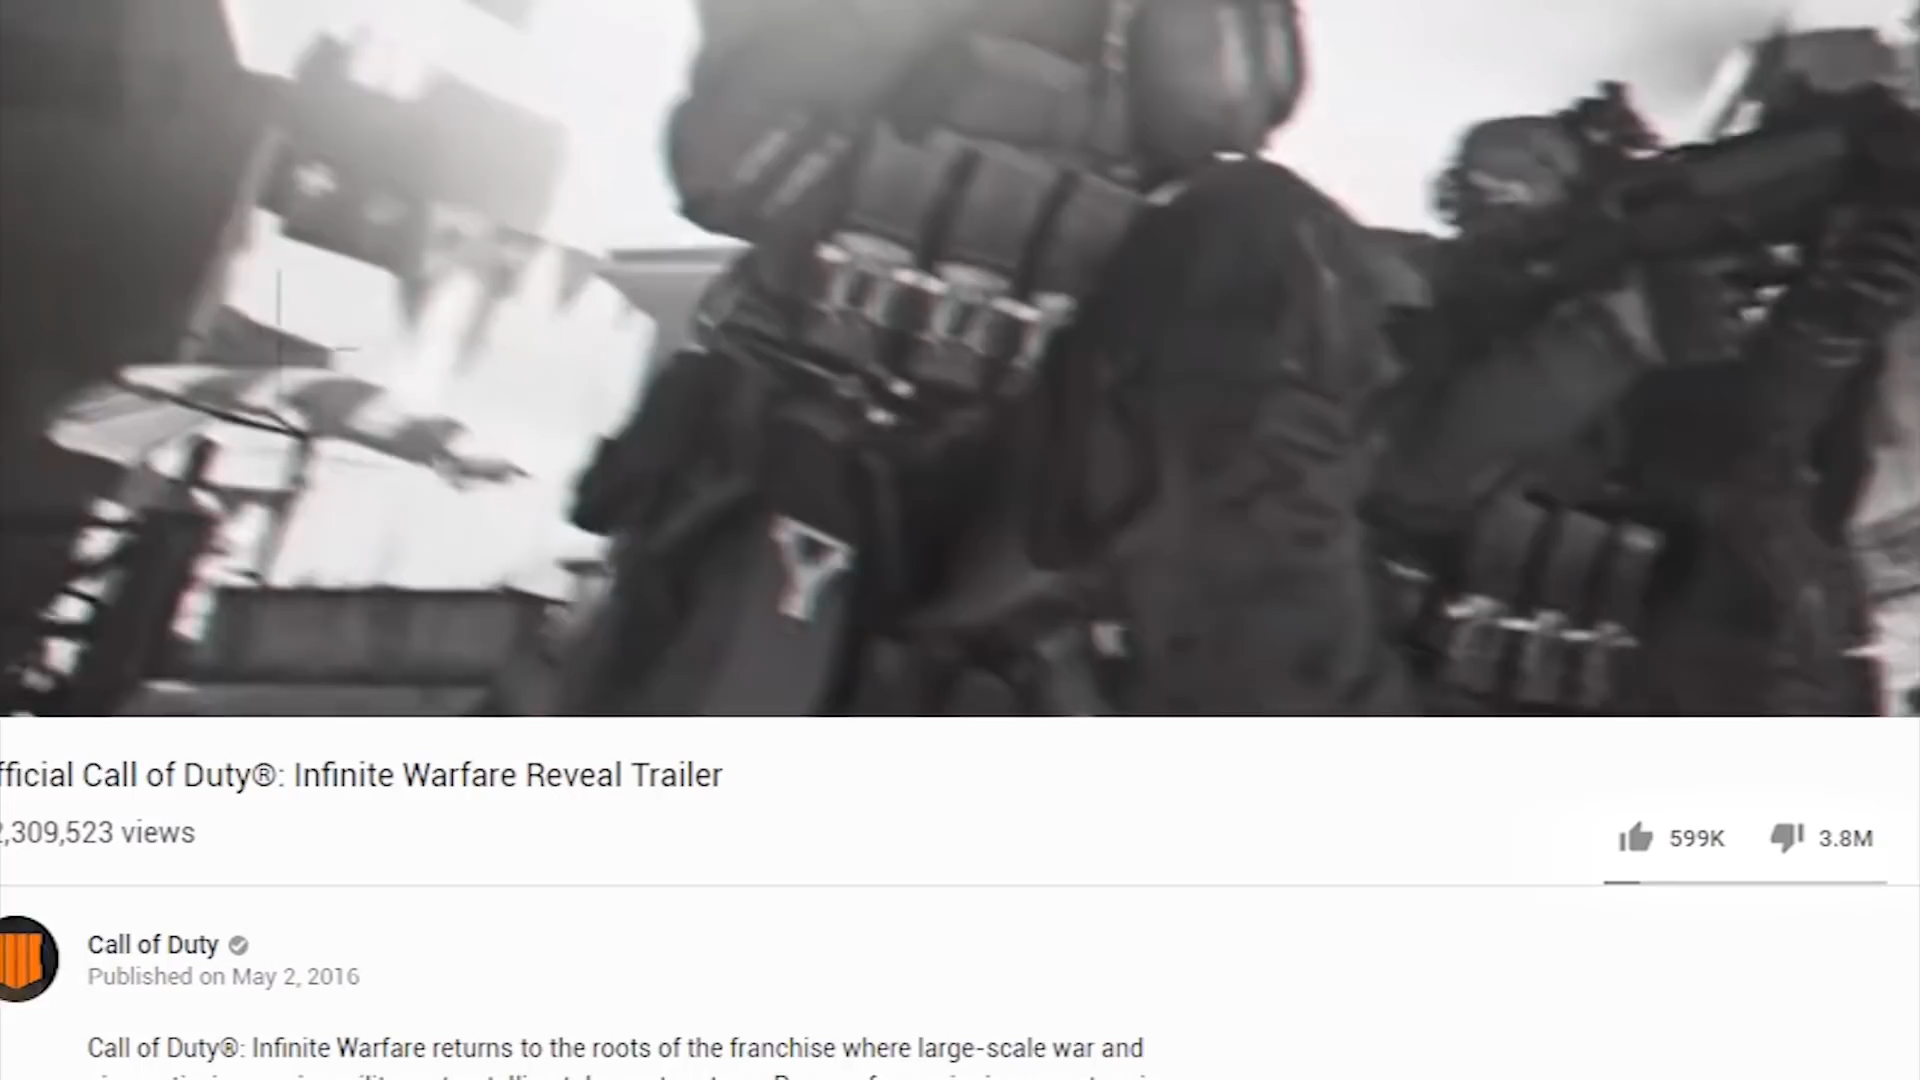 fficial Call of Duty®: Infinite Warfare Reveal Trailer
2,309,523 views
599K
3.8M
Call of Duty
Published on May 2, 2016
Call of Duty®: Infinite Warfare returns to the roots of the franchise where large-scale war and